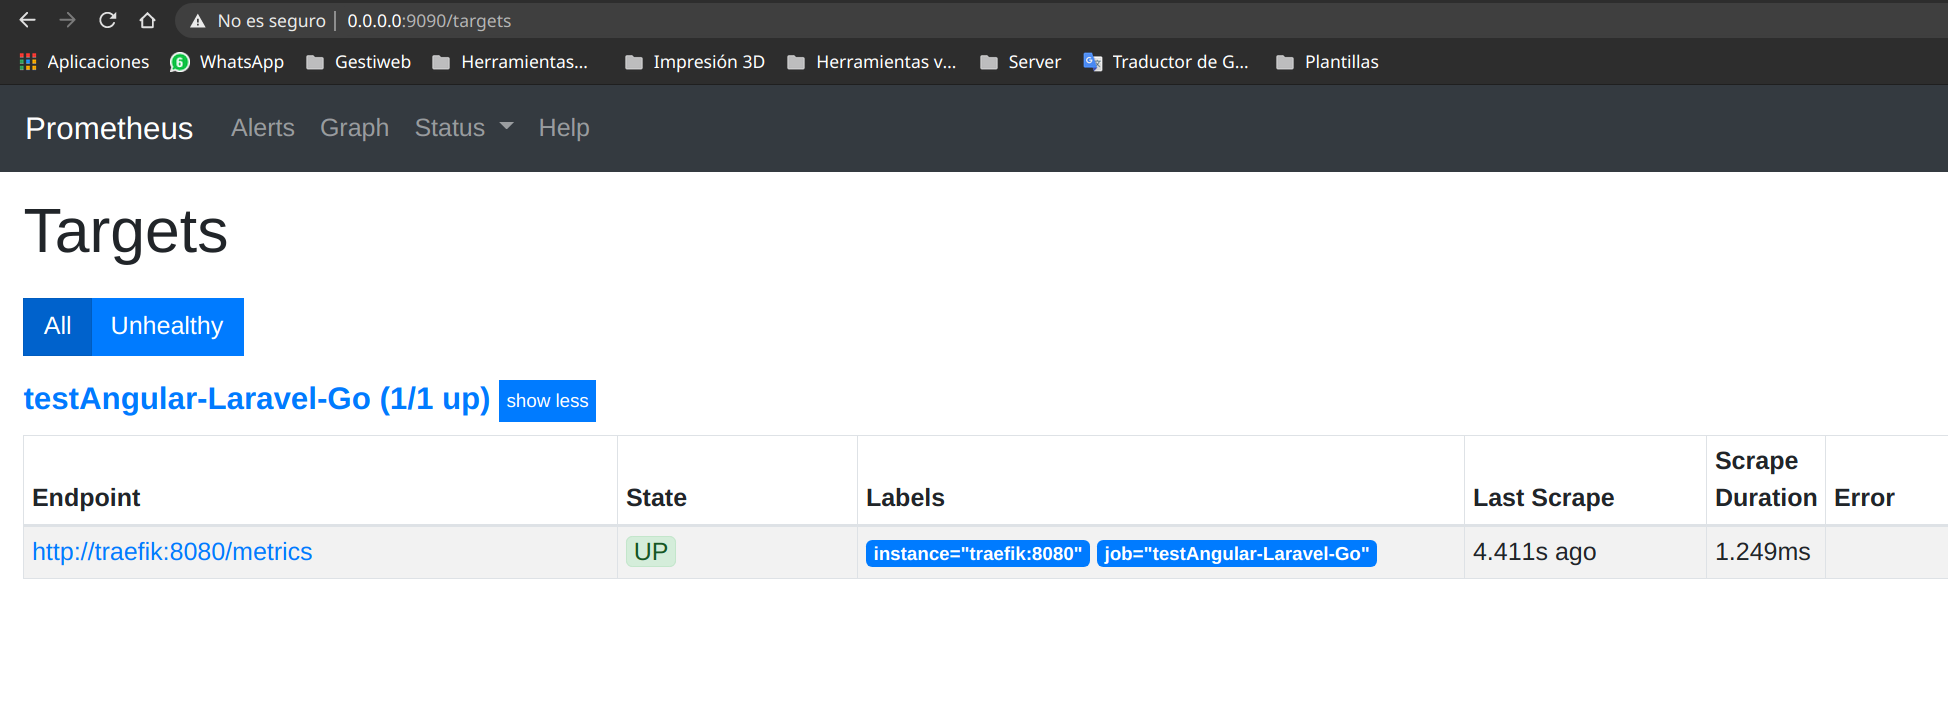 No es seguro | 0.0.0.0:9090/targets
Aplicaciones WhatsApp Gestiweb Herramientas... Impresión 3D Herramientas v... Server Traductor de G... Plantillas
Prometheus Alerts Graph Status Help
Targets
All Unhealthy
testAngular-Laravel-Go (1/1 up) show less
Endpoint State Labels Last Scrape Scrape Duration Error
http://traefik:8080/metrics UP instance="traefik:8080" job="testAngular-Laravel-Go" 4.411s ago 1.249ms